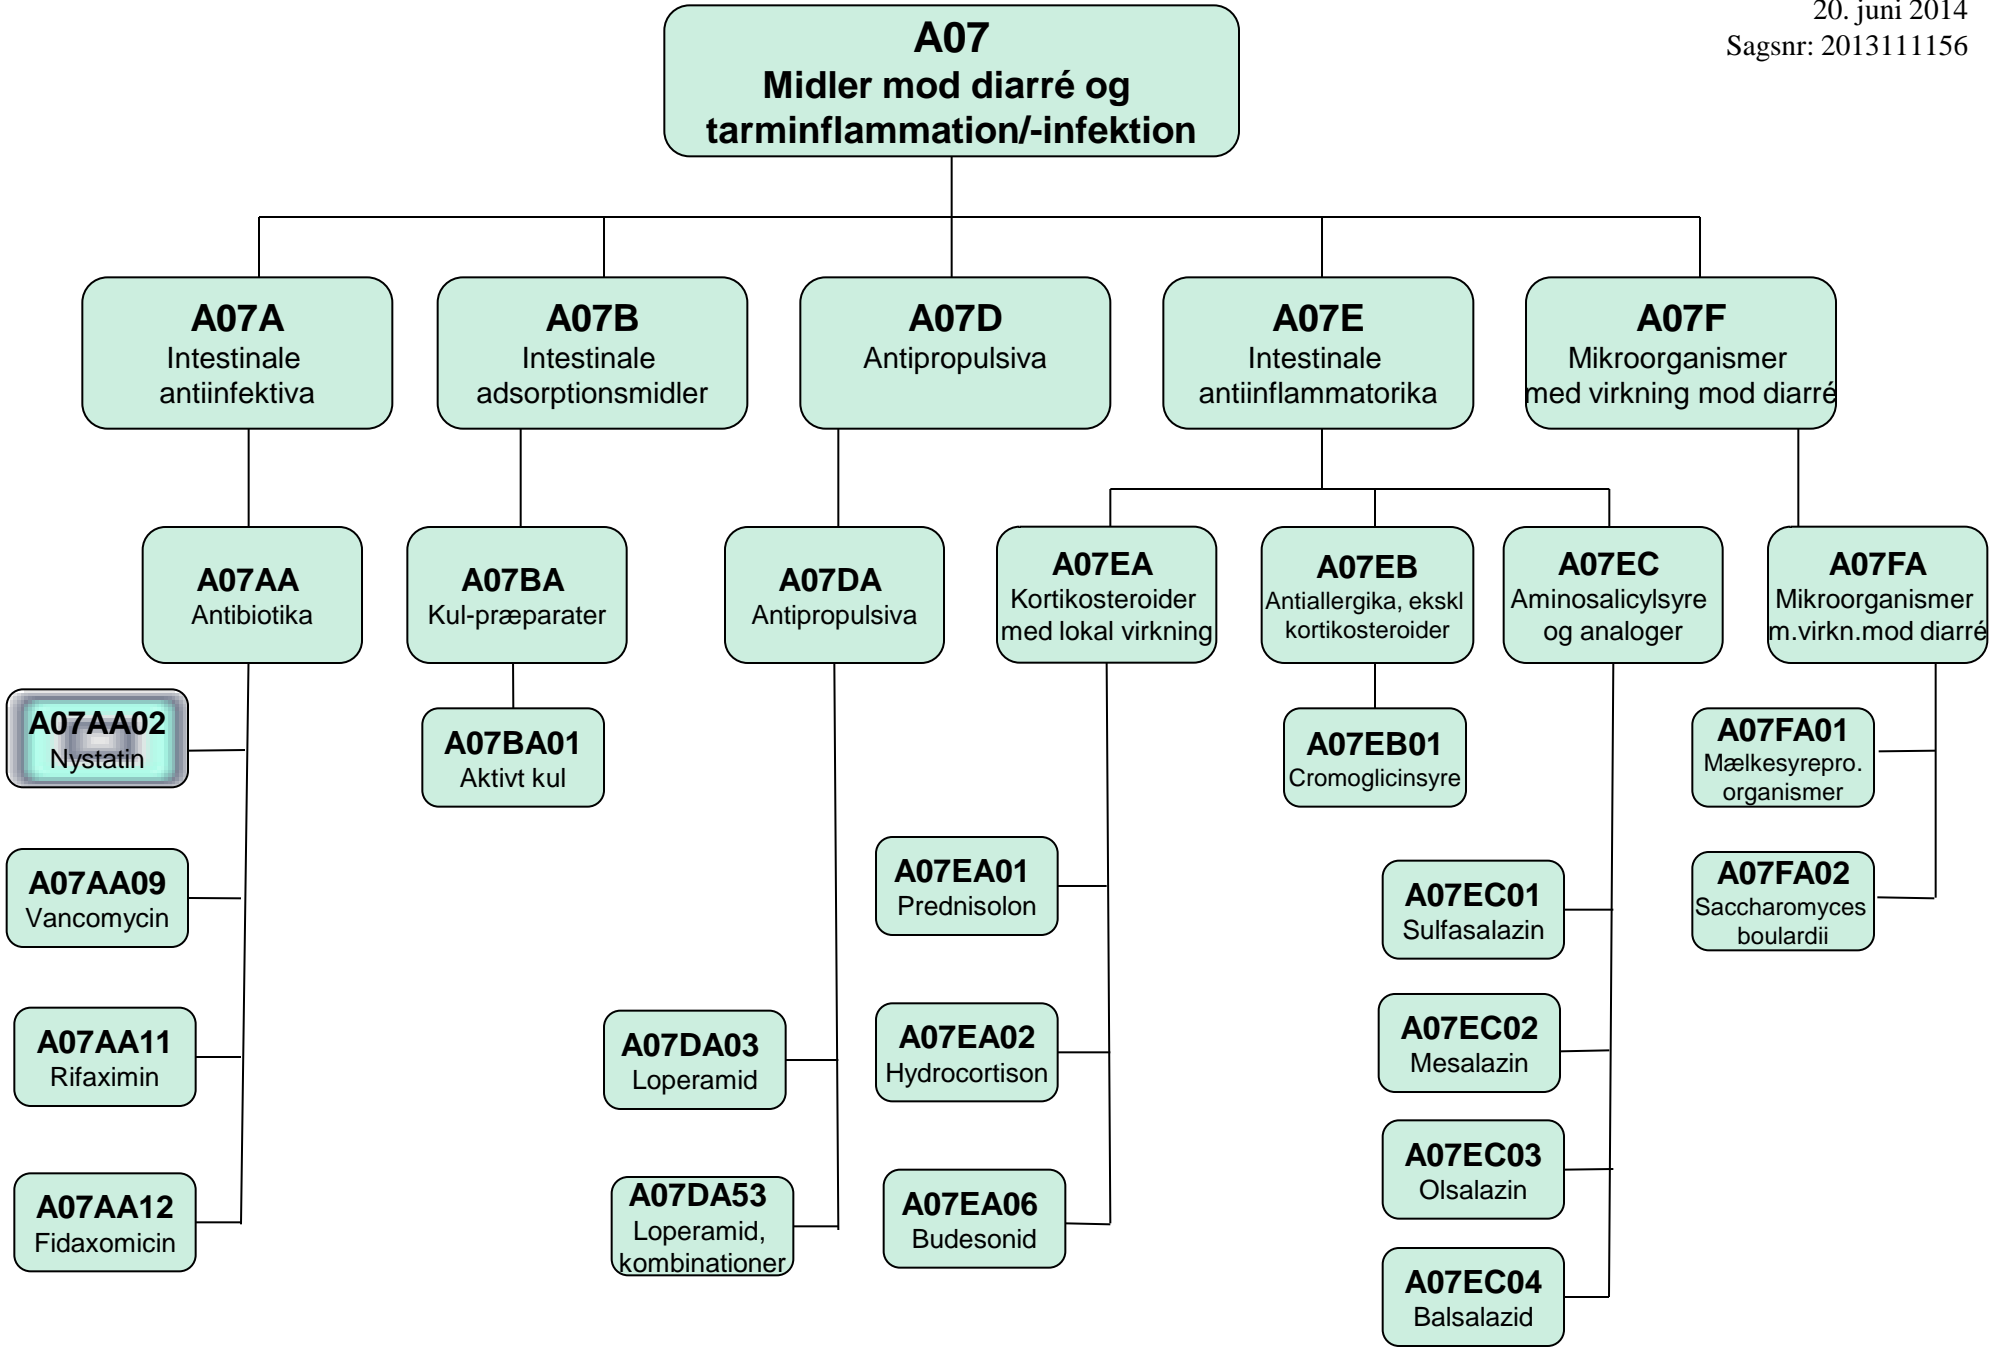 20. juni 2014
Sagsnr: 2013111156
A07
Midler mod diarré og
tarminflammation/-infektion
A07A
Intestinale
antiinfektiva
A07B
Intestinale
adsorptionsmidler
A07D
Antipropulsiva
A07E
Intestinale
antiinflammatorika
A07F
Mikroorganismer
med virkning mod diarré
A07AA
Antibiotika
A07BA
Kul-præparater
A07DA
Antipropulsiva
A07EA
Kortikosteroider
med lokal virkning
A07EB
Antiallergika, ekskl
kortikosteroider
A07EC
Aminosalicylsyre
og analoger
A07FA
Mikroorganismer
m.virkn.mod diarré
A07AA02
Nystatin
A07AA09
Vancomycin
A07AA11
Rifaximin
A07AA12
Fidaxomicin
A07BA01
Aktivt kul
A07DA03
Loperamid
A07DA53
Loperamid,
kombinationer
A07EA01
Prednisolon
A07EA02
Hydrocortison
A07EA06
Budesonid
A07EB01
Cromoglicinsyre
A07EC01
Sulfasalazin
A07EC02
Mesalazin
A07EC03
Olsalazin
A07EC04
Balsalazid
A07FA01
Mælkesyrepro.
organismer
A07FA02
Saccharomyces
boulardii